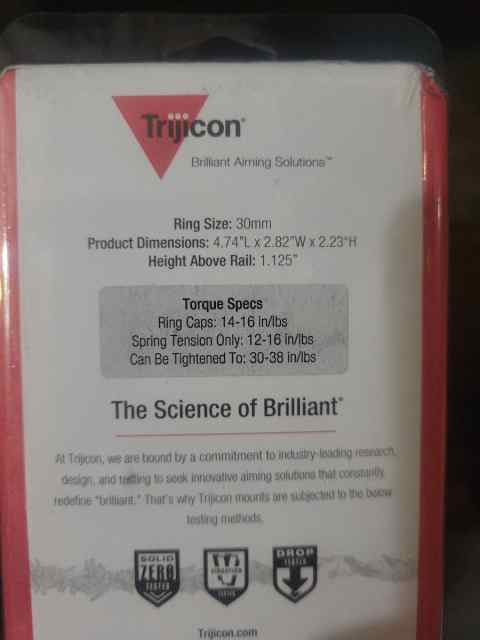 Trijicon®
Brilliant Aiming Solutions™
Ring Size: 30mm
Product Dimensions: 4.74"L x 2.82"W x 2.23"H
Height Above Rail: 1.125"
Torque Specs
Ring Caps: 14-16 in/lbs
Spring Tension Only: 12-16 in/lbs
Can Be Tightened To: 30-38 in/lbs
The Science of Brilliant®
At Trijicon, we are bound by a commitment to industry-leading research,
design, and testing to seek innovative aiming solutions that constantly
redefine "brilliant." That's why Trijicon mounts are subjected to the below
testing methods.
SOLID ZERO TESTED
VIBRATION TESTED
DROP TESTED
Trijicon.com